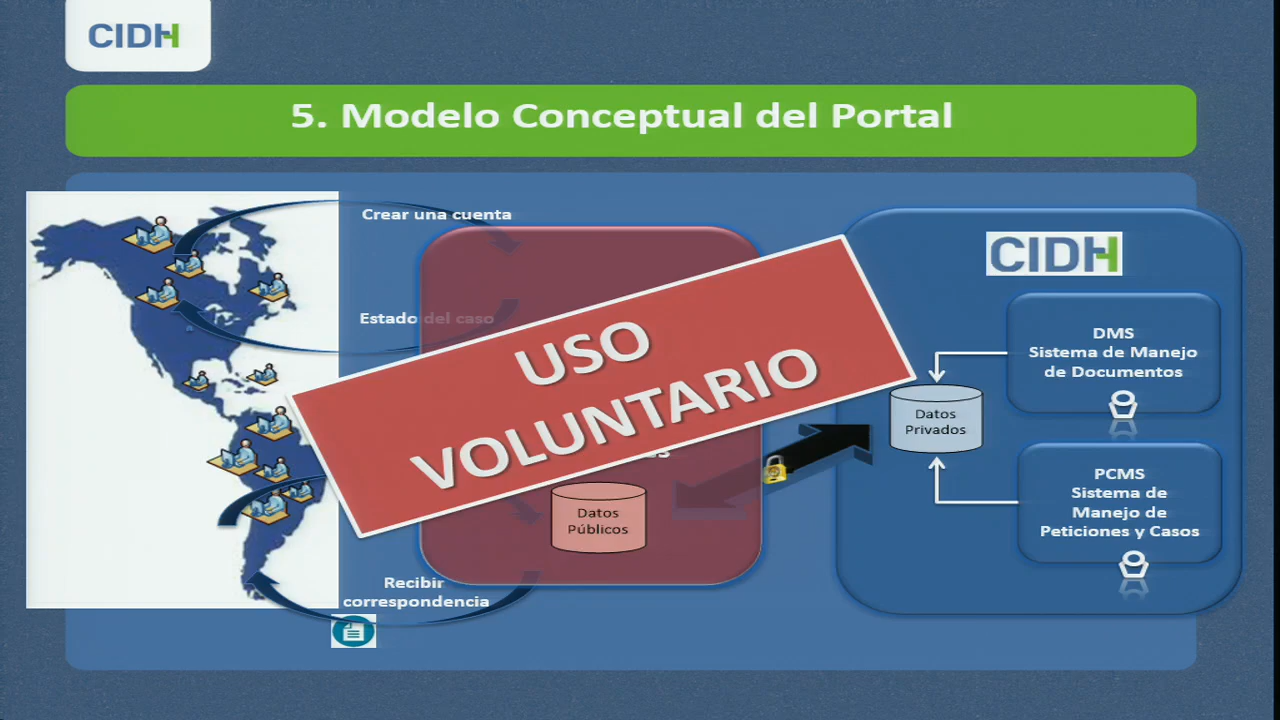 CIDH
5. Modelo Conceptual del Portal
Crear una cuenta
Estado del caso
USO
VOLUNTARIO
Datos
Públicos
Recibir
correspondencia
CIDH
DMS
Sistema de Manejo
de Documentos
Datos
Privados
PCMS
Sistema de
Manejo de
Peticiones y Casos